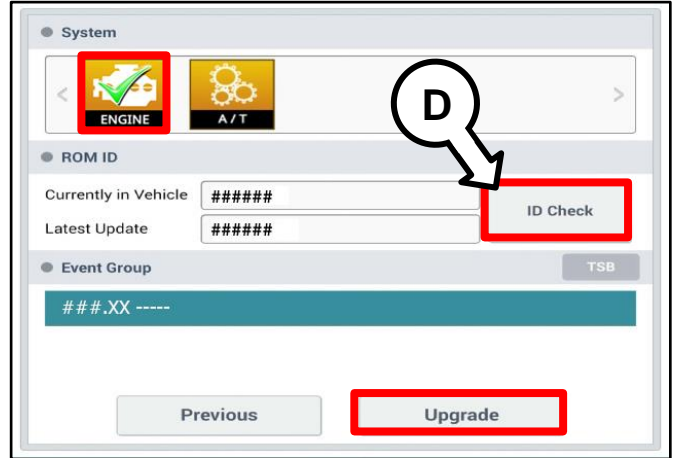 System
< ENGINE A/T >
D
ROM ID
Currently in Vehicle ######
ID Check
Latest Update ######
Event Group TSB
###.XX -----
Previous Upgrade